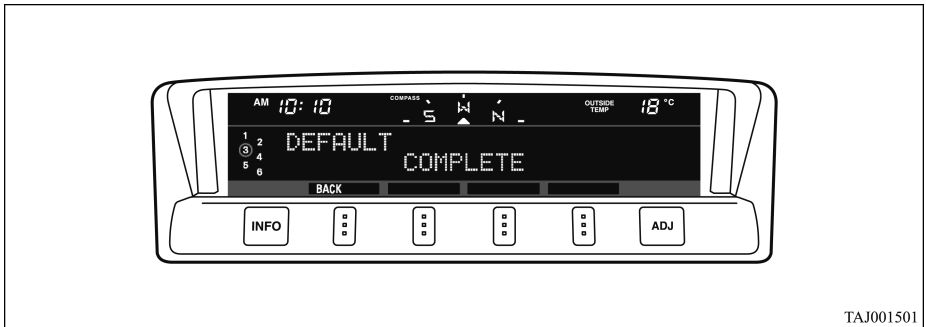 AM 10:10 COMPASS S W N OUTSIDE TEMP 18 °C
1 2
3 4
5 6
DEFAULT
COMPLETE
BACK
INFO ADJ
TAJ001501